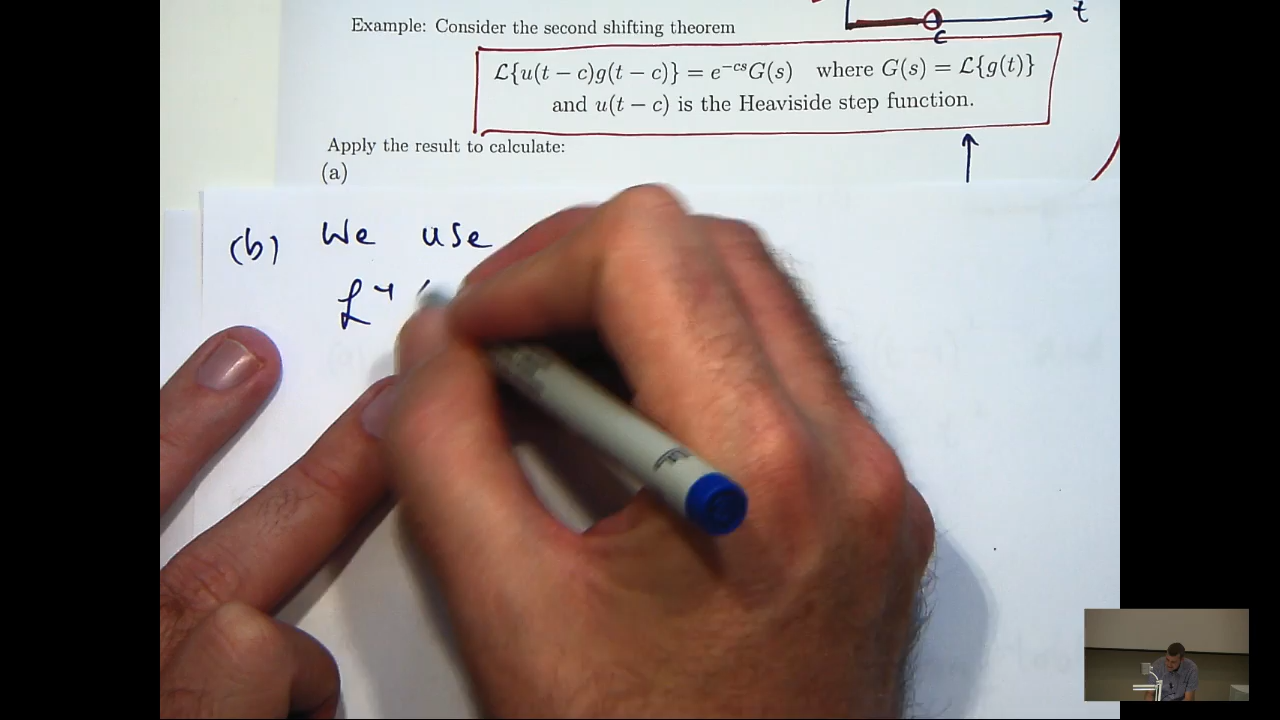 t
c
Example: Consider the second shifting theorem
ℒ{u(t − c)g(t − c)} = e^{−cs}G(s) where G(s) = ℒ{g(t)}
and u(t − c) is the Heaviside step function.
Apply the result to calculate:
(a)
(b) We use
ℒ⁻¹